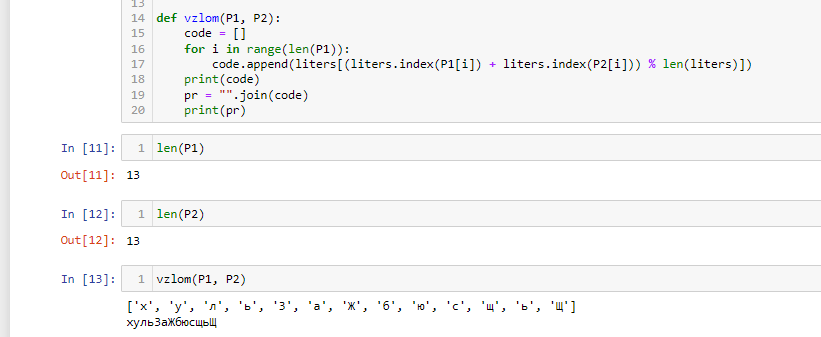 13
14 def vzlom(P1, P2):
15 code = []
16 for i in range(len(P1)):
17 code.append(liters[(liters.index(P1[i]) + liters.index(P2[i])) % len(liters)])
18 print(code)
19 pr = "".join(code)
20 print(pr)
In [11]: 1 len(P1)
Out[11]: 13
In [12]: 1 len(P2)
Out[12]: 13
In [13]: 1 vzlom(P1, P2)
['х', 'у', 'л', 'ь', 'З', 'а', 'Ж', 'б', 'ю', 'с', 'щ', 'ь', 'Щ']
хульЗаЖбюсщьЩ